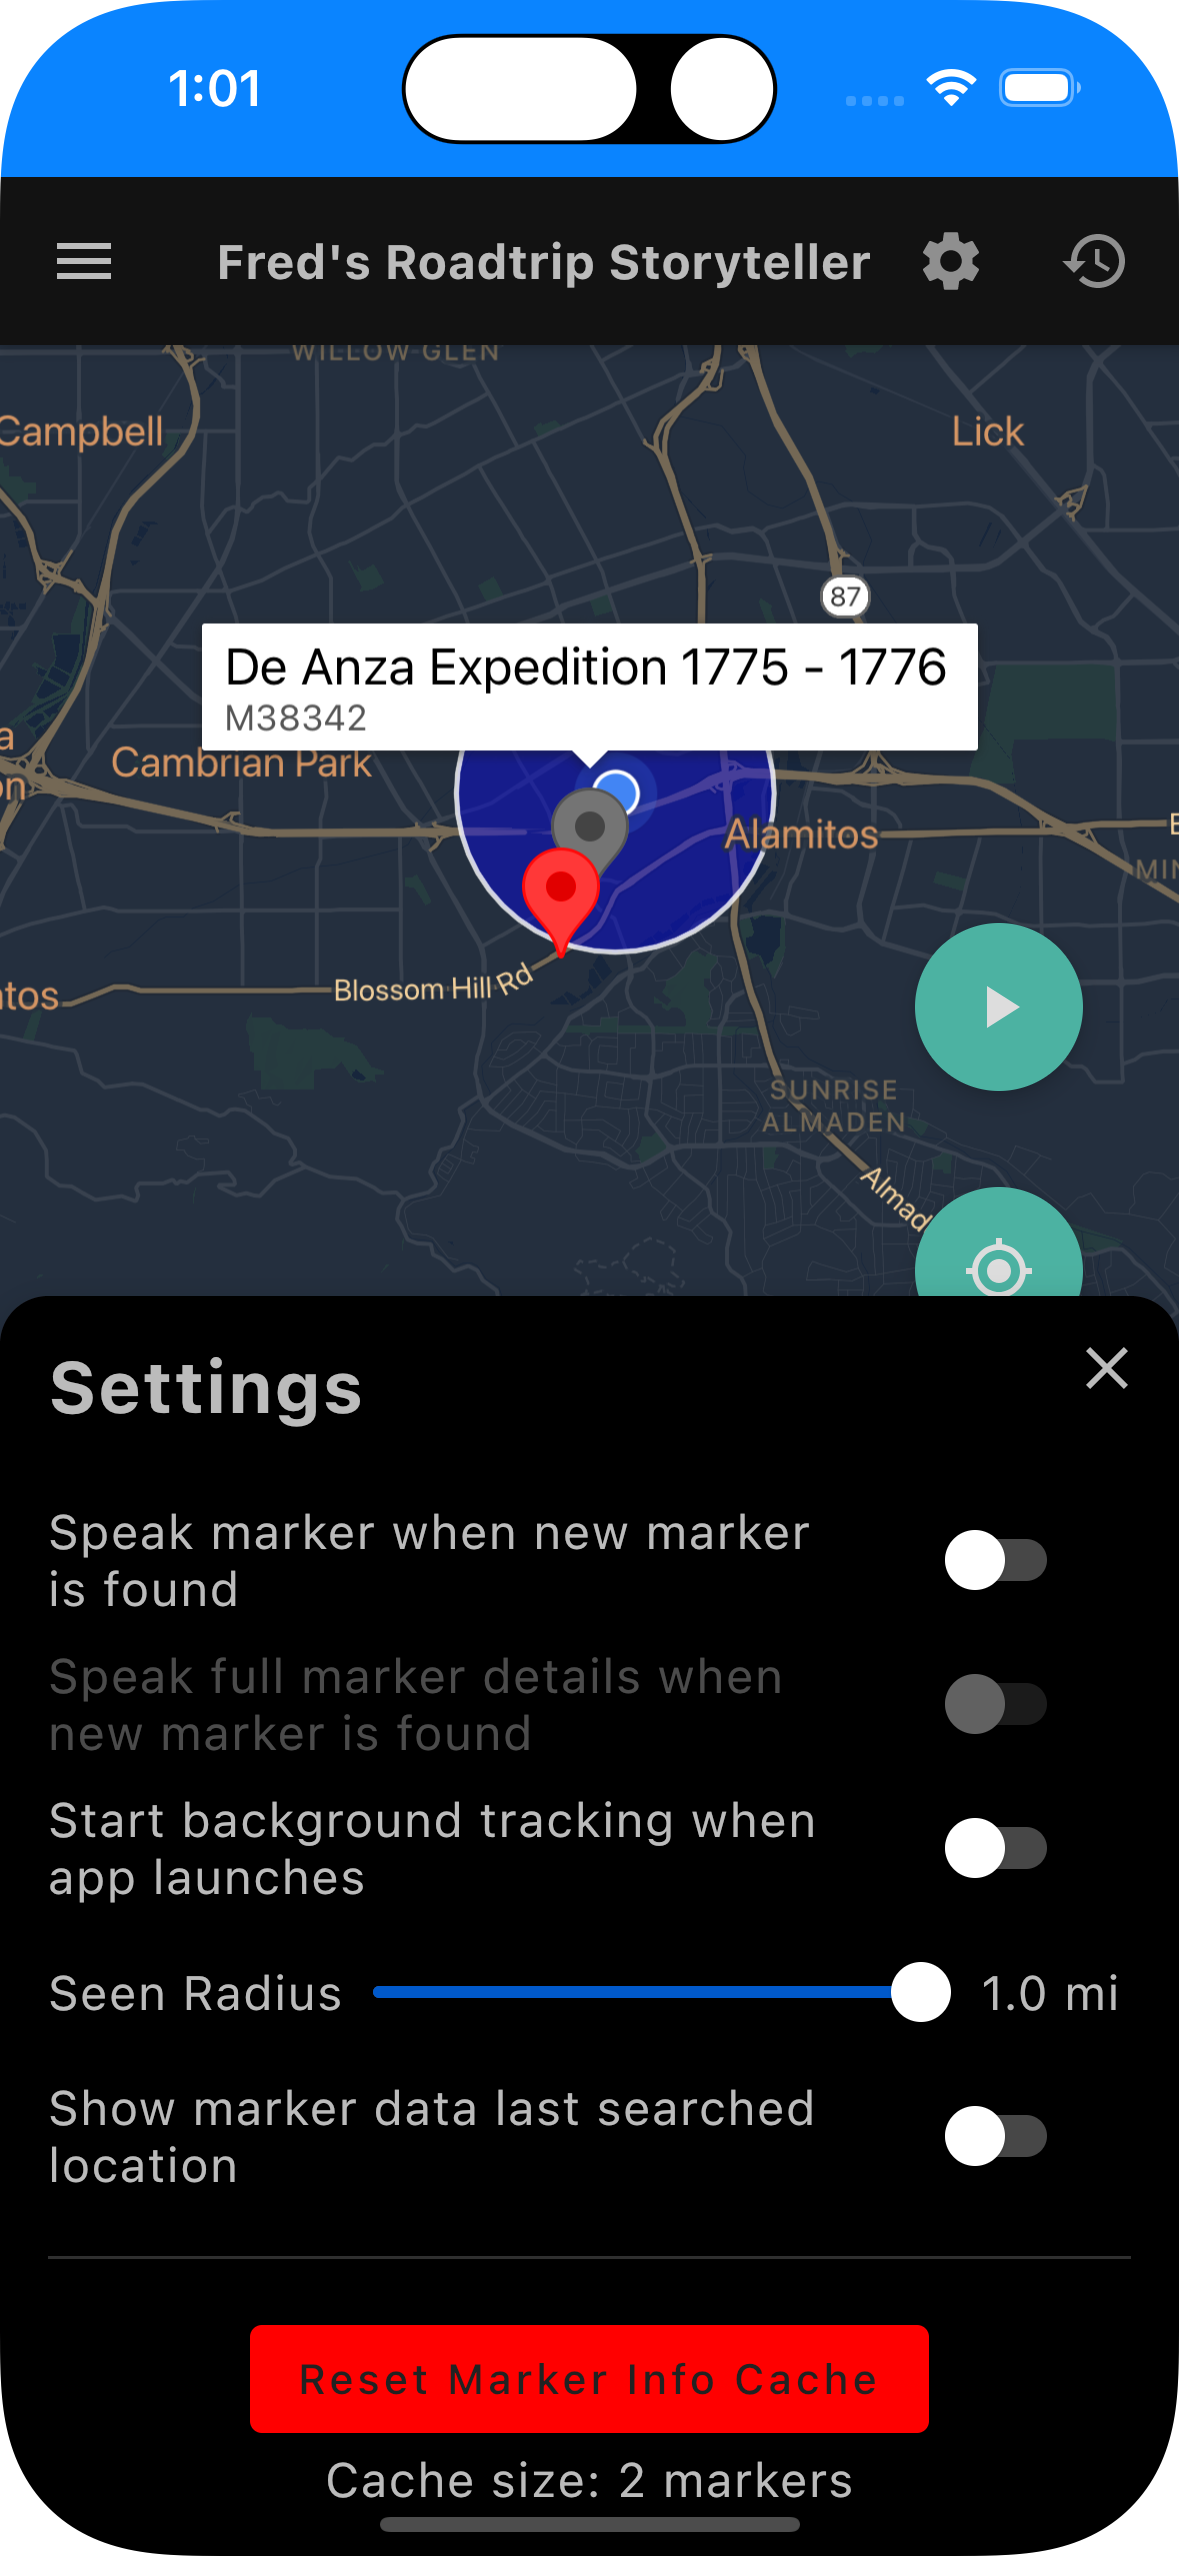 1:01
Fred's Roadtrip Storyteller
WILLOW GLEN
Campbell
Lick
87
De Anza Expedition 1775 - 1776
M38342
Cambrian Park
Alamitos
Blossom Hill Rd
SUNRISE
ALMADEN
Settings
Speak marker when new marker
is found
Speak full marker details when
new marker is found
Start background tracking when
app launches
Seen Radius 1.0 mi
Show marker data last searched
location
Reset Marker Info Cache
Cache size: 2 markers